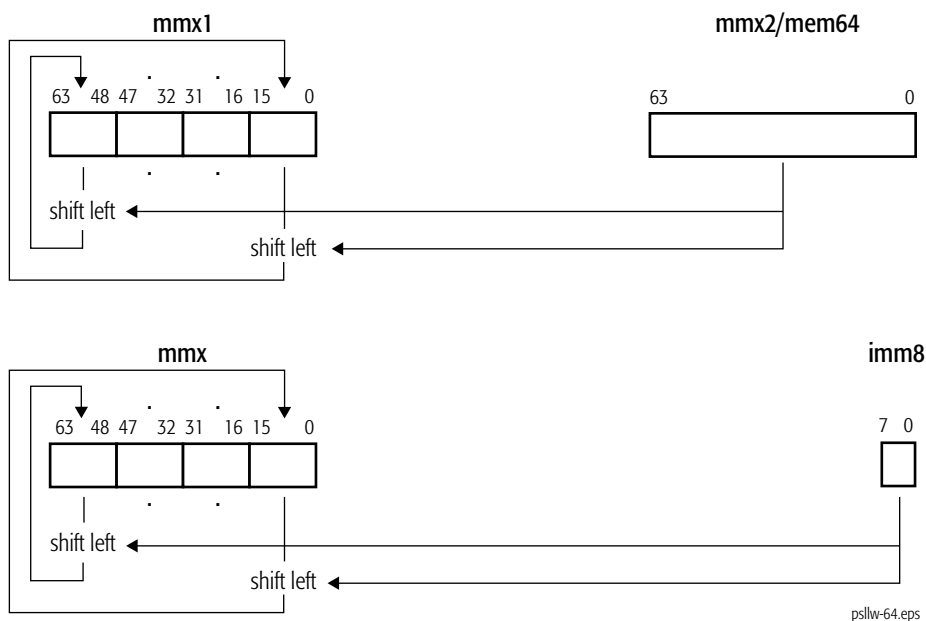 mmx1 mmx2/mem64
. .
63 48 47 32 31 16 15 0 63 0
. .
shift left
shift left
mmx imm8
. .
63 48 47 32 31 16 15 0 7 0
. .
shift left
shift left
psllw-64.eps